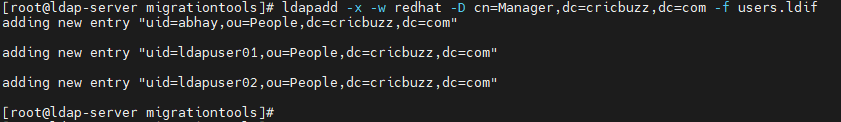 [root@ldap-server migrationtools]# ldapadd -x -w redhat -D cn=Manager,dc=cricbuzz,dc=com -f users.ldif
adding new entry "uid=abhay,ou=People,dc=cricbuzz,dc=com"
adding new entry "uid=ldapuser01,ou=People,dc=cricbuzz,dc=com"
adding new entry "uid=ldapuser02,ou=People,dc=cricbuzz,dc=com"
[root@ldap-server migrationtools]#